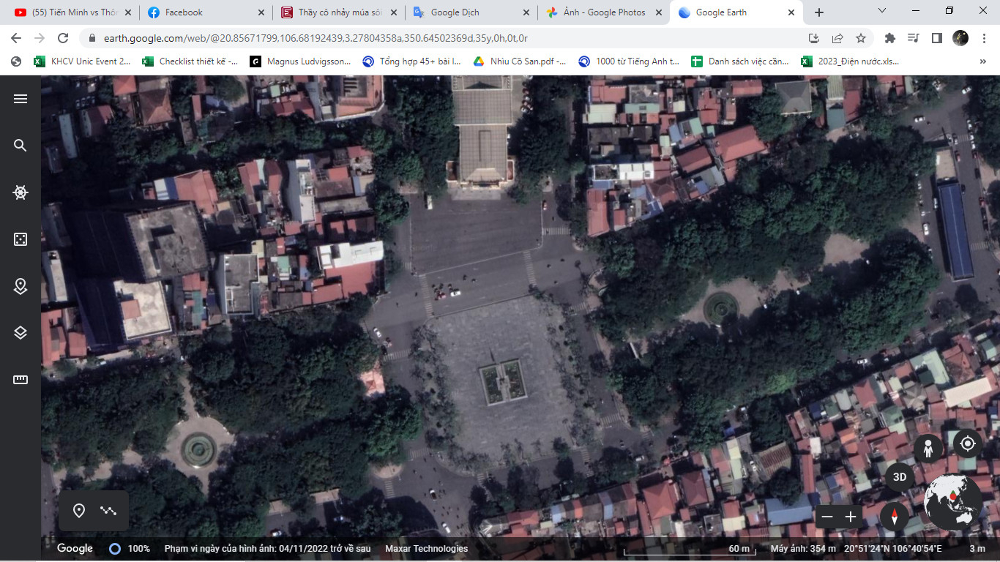 (55) Tiến Minh vs Thôn
Facebook
Thầy cô nhảy múa sôi
Google Dịch
Ảnh - Google Photos
Google Earth
earth.google.com/web/@20.85671799,106.68192439,3.27804358a,350.64502369d,35y,0h,0t,0r
KHCV Unic Event 2...
Checklist thiết kế -...
Magnus Ludvigsson...
Tổng hợp 45+ bài l...
Nhìu Cồ San.pdf -...
1000 từ Tiếng Anh t...
Danh sách việc cần...
2023_Điện nước.xls...
3D
Google
100%
Phạm vi ngày của hình ảnh: 04/11/2022 trở về sau
Maxar Technologies
60 m
Máy ảnh: 354 m
20°51'24"N 106°40'54"E
3 m